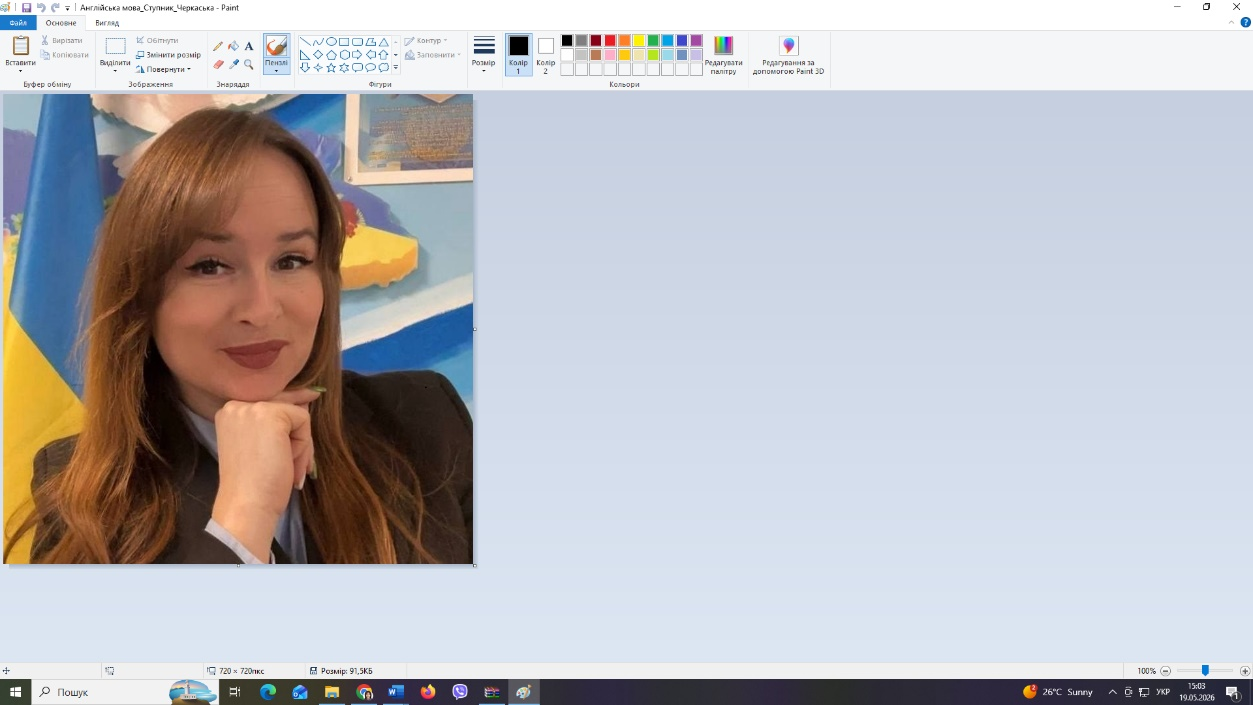 Англійська мова_Ступник_Черкаська - Paint
Файл Основне Вигляд
Вставити
Вирізати
Копіювати
Буфер обміну
Виділити
Обітнути
Змінити розмір
Повернути
Зображення
A
Знаряддя
Пензлі
Контур
Заповнити
Фігури
Розмір
Колір 1
Колір 2
Редагувати палітру
Кольори
Редагування за допомогою Paint 3D
720 × 720пкс
Розмір: 91,5КБ
100%
Пошук
26°C Sunny
УКР
15:03
19.05.2026